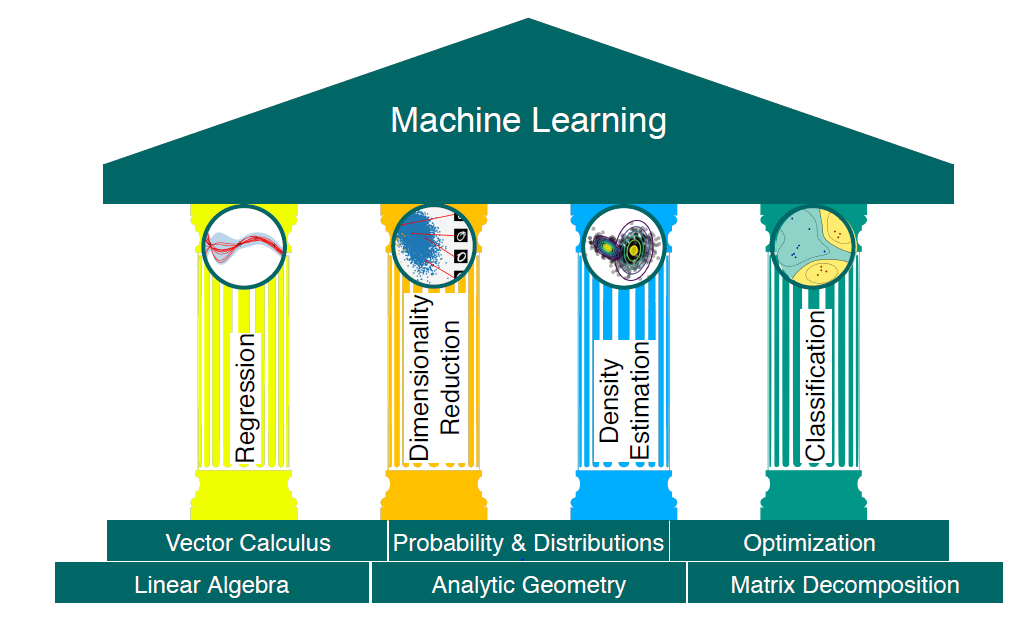 Machine Learning
Regression
Dimensionality
Reduction
Density
Estimation
Classification
Vector Calculus
Probability & Distributions
Optimization
Linear Algebra
Analytic Geometry
Matrix Decomposition